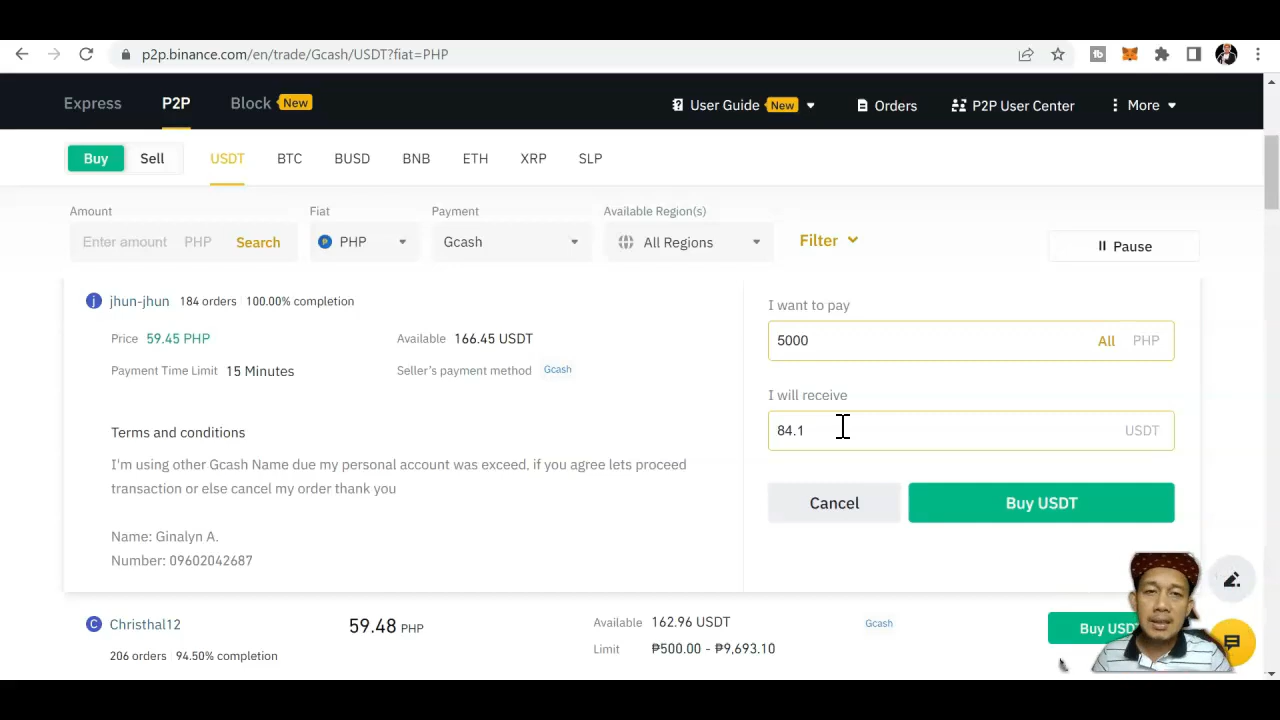 p2p.binance.com/en/trade/Gcash/USDT?fiat=PHP
Express P2P Block New User Guide New Orders P2P User Center More
Buy Sell USDT BTC BUSD BNB ETH XRP SLP
Amount Fiat Payment Available Region(s)
Enter amount PHP Search PHP Gcash All Regions Filter Pause
j jhun-jhun 184 orders 100.00% completion
Price 59.45 PHP Available 166.45 USDT
Payment Time Limit 15 Minutes Seller's payment method Gcash
Terms and conditions
I'm using other Gcash Name due my personal account was exceed, if you agree lets proceed
transaction or else cancel my order thank you
Name: Ginalyn A.
Number: 09602042687
I want to pay
5000 All PHP
I will receive
84.1 USDT
Cancel Buy USDT
C Christhal12 59.48 PHP Available 162.96 USDT Gcash Buy USD
206 orders 94.50% completion Limit ₱500.00 - ₱9,693.10